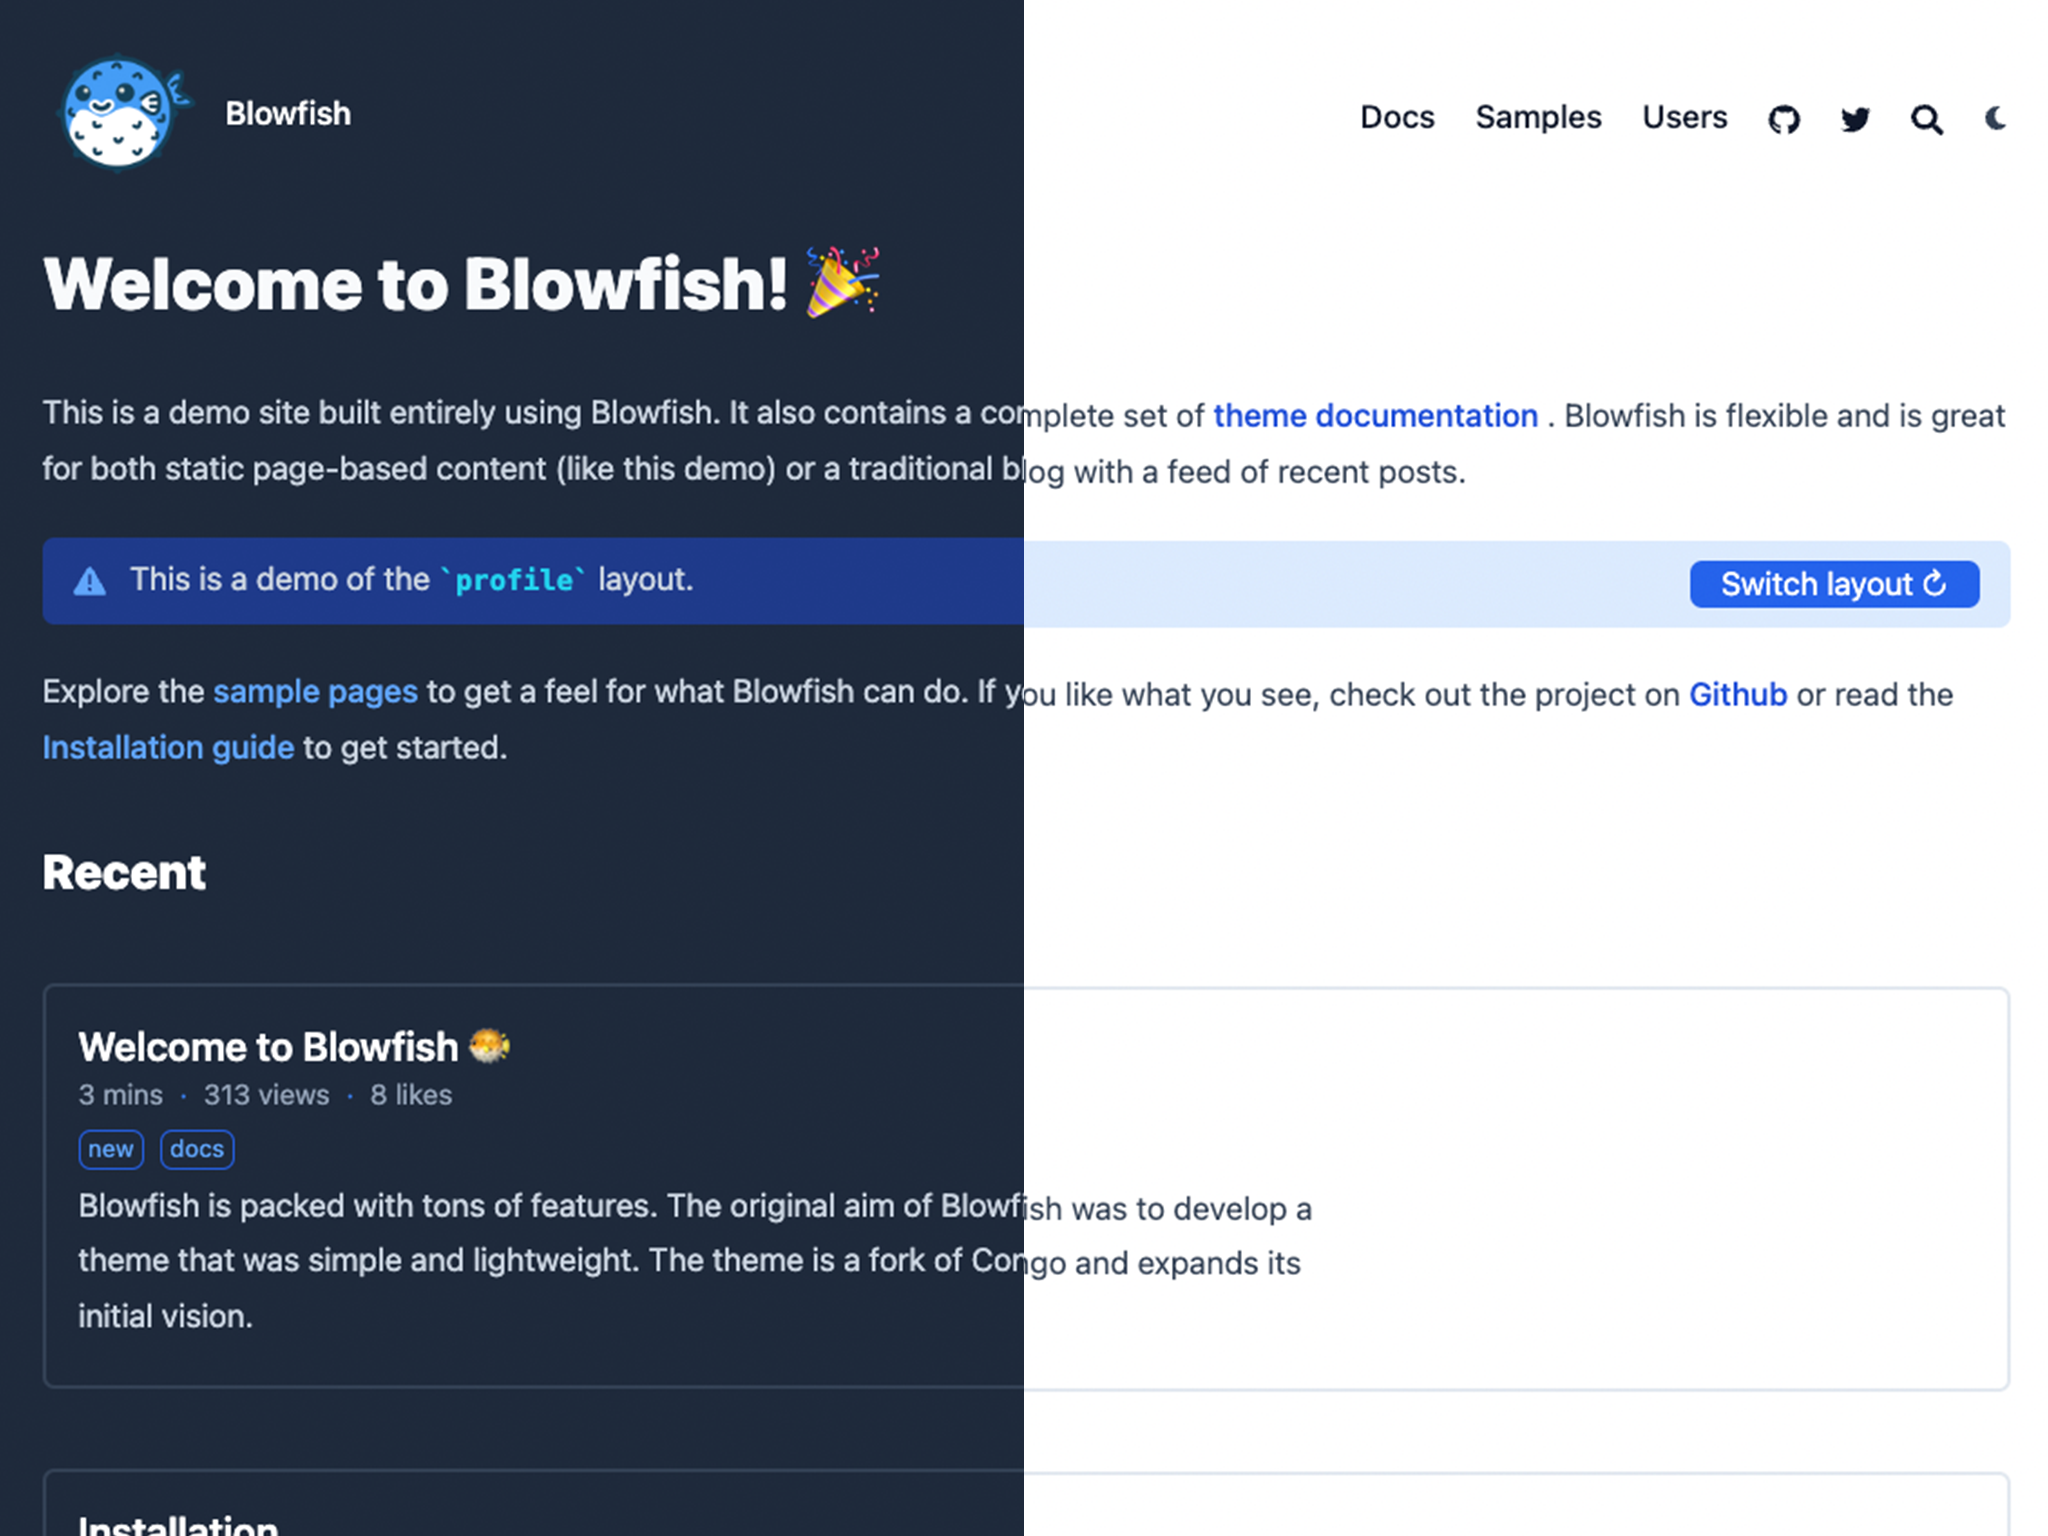 Blowfish
Docs Samples Users
Welcome to Blowfish! 🎉
This is a demo site built entirely using Blowfish. It also contains a complete set of theme documentation . Blowfish is flexible and is great
for both static page-based content (like this demo) or a traditional blog with a feed of recent posts.
This is a demo of the `profile` layout.
Switch layout ↻
Explore the sample pages to get a feel for what Blowfish can do. If you like what you see, check out the project on Github or read the
Installation guide to get started.
Recent
Welcome to Blowfish 🐡
3 mins · 313 views · 8 likes
new docs
Blowfish is packed with tons of features. The original aim of Blowfish was to develop a
theme that was simple and lightweight. The theme is a fork of Congo and expands its
initial vision.
Installation